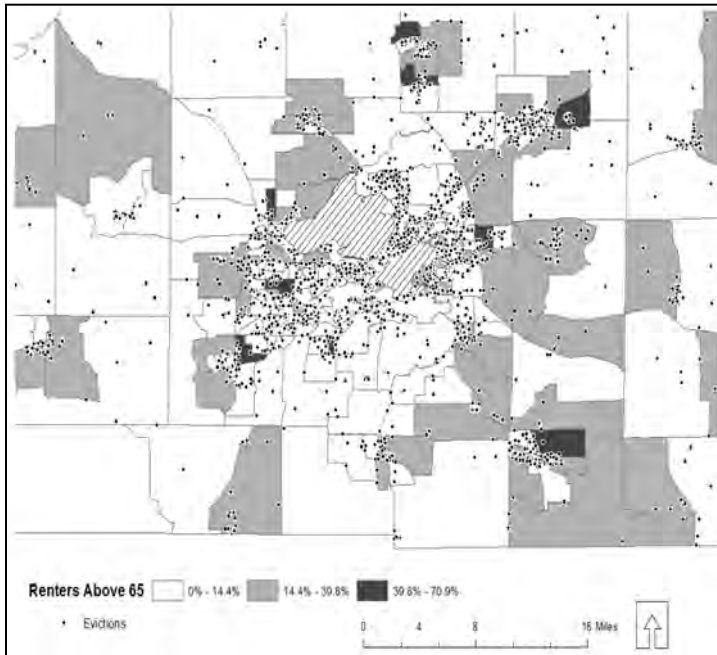 Renters Above 65 0% - 14.4% 14.4% - 39.8% 39.8% - 70.9%
Evictions
0 4 8 16 Miles